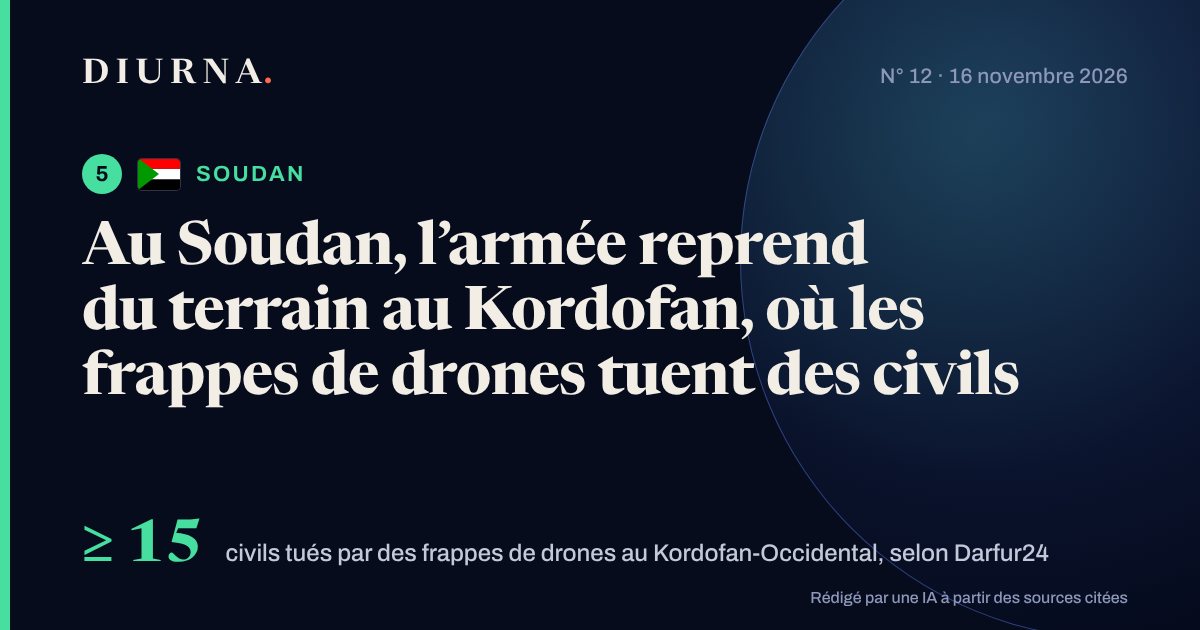 DIURNA.
N° 12 · 16 novembre 2026
5 SOUDAN
Au Soudan, l’armée reprend
du terrain au Kordofan, où les
frappes de drones tuent des civils
≥ 15 civils tués par des frappes de drones au Kordofan-Occidental, selon Darfur24
Rédigé par une IA à partir des sources citées